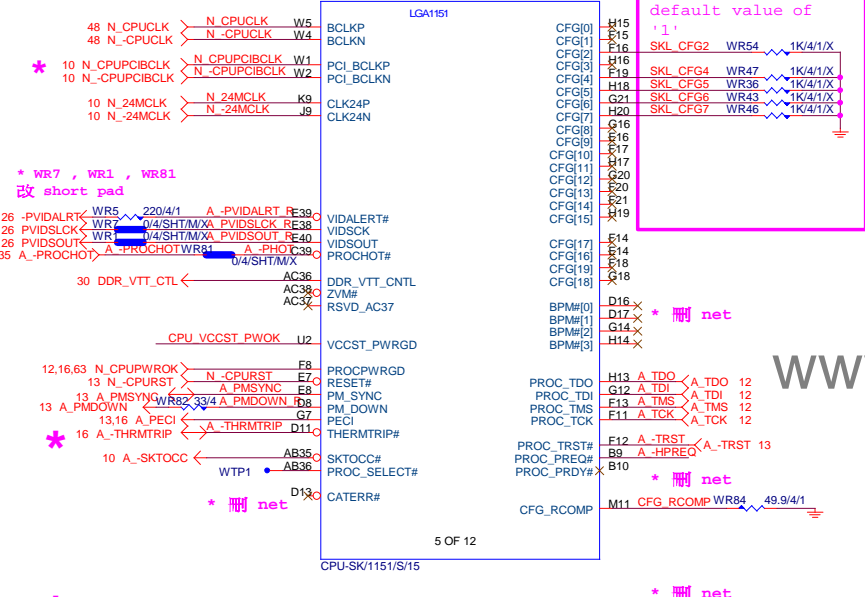 LGA1151
default value of
'1'
48 N_CPUCLK N_CPUCLK W5 BCLKP
48 N_-CPUCLK N_-CPUCLK W4 BCLKN
* 10 N_CPUPCIBCLK N_CPUPCIBCLK W1 PCI_BCLKP
10 N_-CPUPCIBCLK N_-CPUPCIBCLK W2 PCI_BCLKN
10 N_24MCLK N_24MCLK K9 CLK24P
10 N_-24MCLK N_-24MCLK J9 CLK24N
* WR7 , WR1 , WR81
改 short pad
26 -PVIDALRT WR5 220/4/1 A_-PVIDALRT_R E39 VIDALERT#
26 PVIDSLCK WR7 0/4/SHT/M/X A_PVIDSLCK_R E38 VIDSCK
26 PVIDSOUT WR1 0/4/SHT/M/X A_PVIDSOUT_R E40 VIDSOUT
35 A_-PROCHOT A_-PROCHOT WR81 A_-PHOT C39 PROCHOT#
0/4/SHT/M/X
30 DDR_VTT_CTL AC36 DDR_VTT_CNTL
AC38 ZVM#
AC37 RSVD_AC37
CPU_VCCST_PWOK U2 VCCST_PWRGD
12,16,63 N_CPUPWROK F8 PROCPWRGD
13 N_-CPURST N_-CPURST E7 RESET#
13 A_PMSYNC A_PMSYNC E8 PM_SYNC
13 A_PMDOWN WR82 33/4 A_PMDOWN_R D8 PM_DOWN
13,16 A_PECI G7 PECI
* 16 A_-THRMTRIP A_-THRMTRIP D11 THERMTRIP#
10 A_-SKTOCC AB35 SKTOCC#
WTP1 AB36 PROC_SELECT#
* 刪 net D13 CATERR#
CFG[0] H15
CFG[1] F15
CFG[2] F16 SKL_CFG2 WR54 1K/4/1/X
CFG[3] H16
CFG[4] F19 SKL_CFG4 WR47 1K/4/1/X
CFG[5] H18 SKL_CFG5 WR36 1K/4/1/X
CFG[6] G21 SKL_CFG6 WR43 1K/4/1/X
CFG[7] H20 SKL_CFG7 WR46 1K/4/1/X
CFG[8] G16
CFG[9] E16
CFG[10] F17
CFG[11] H17
CFG[12] G20
CFG[13] F20
CFG[14] F21
CFG[15] H19
CFG[17] F14
CFG[16] E14
CFG[19] F18
CFG[18] G18
BPM#[0] D16
BPM#[1] D17 * 刪 net
BPM#[2] G14
BPM#[3] H14
WW
PROC_TDO H13 A_TDO A_TDO 12
PROC_TDI G12 A_TDI A_TDI 12
PROC_TMS F13 A_TMS A_TMS 12
PROC_TCK F11 A_TCK A_TCK 12
PROC_TRST# F12 A_-TRST A_-TRST 13
PROC_PREQ# B9 A_-HPREQ
PROC_PRDY# B10
* 刪 net
CFG_RCOMP M11 CFG_RCOMP WR84 49.9/4/1
5 OF 12
CPU-SK/1151/S/15
* 刪 net